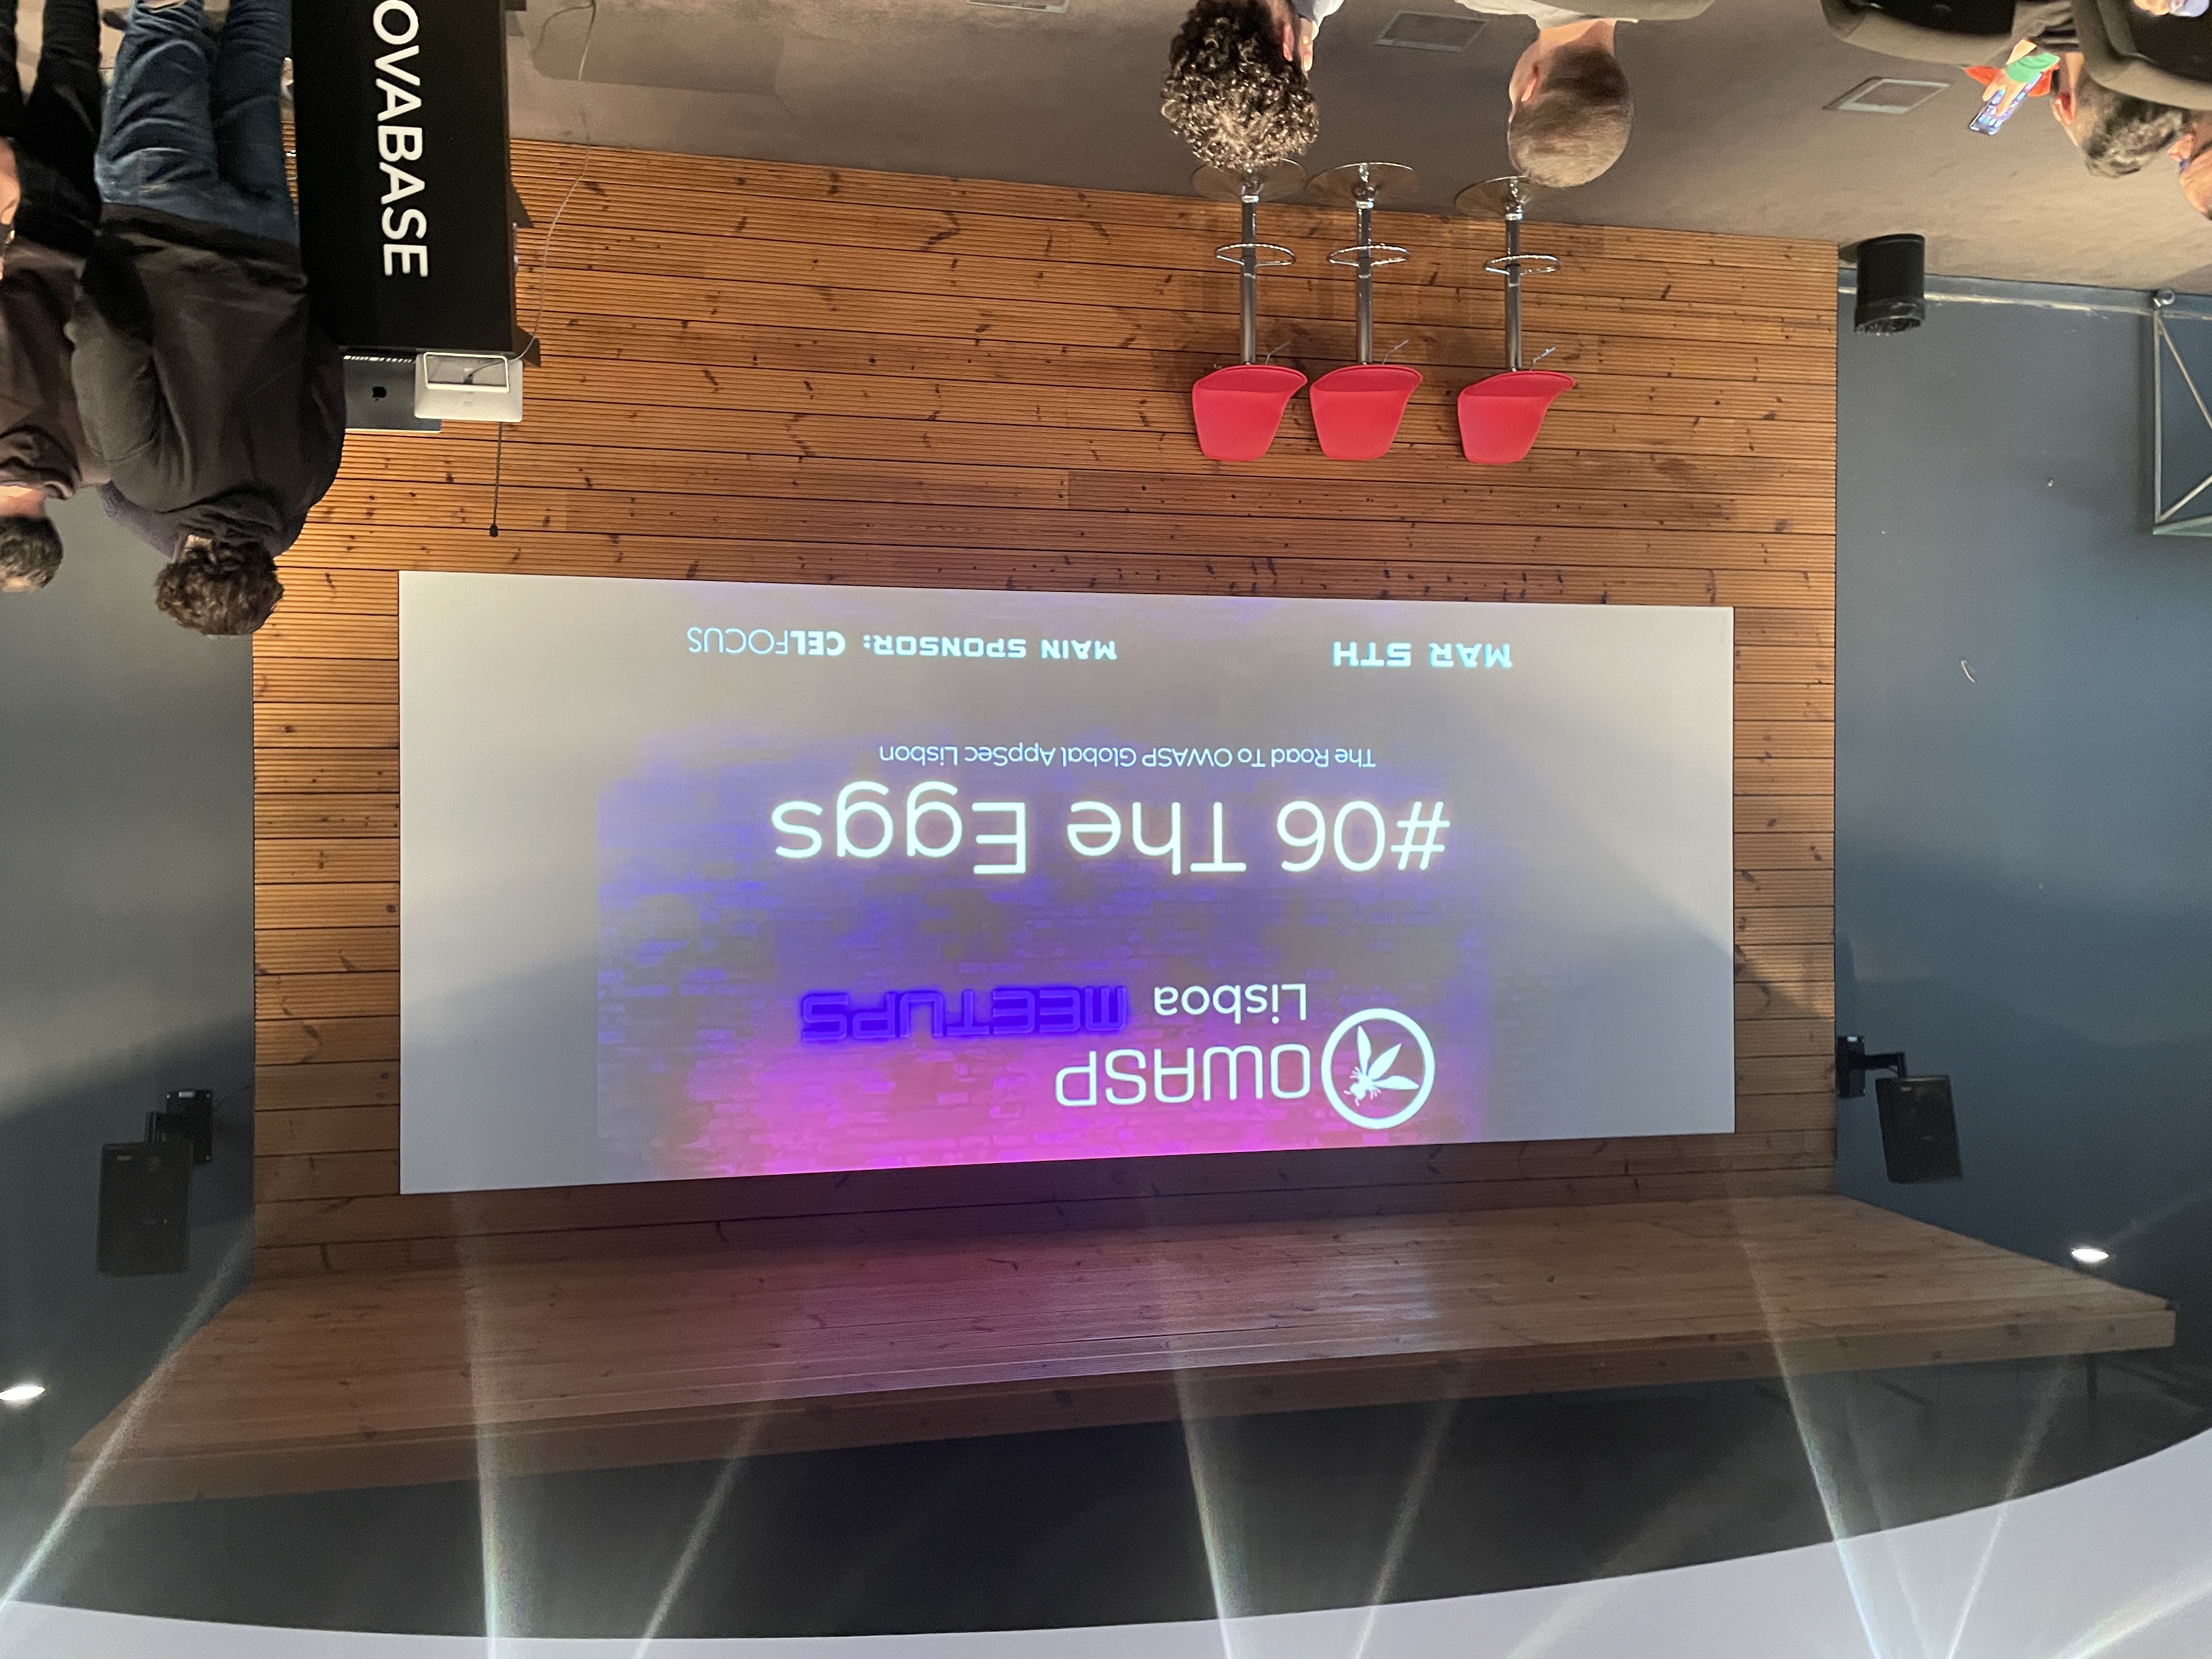 OWASP
Lisboa MEETUPS
#06 The Eggs
The Road To OWASP Global AppSec Lisbon
MAR 5TH
MAIN SPONSOR: CELFOCUS
OVABASE